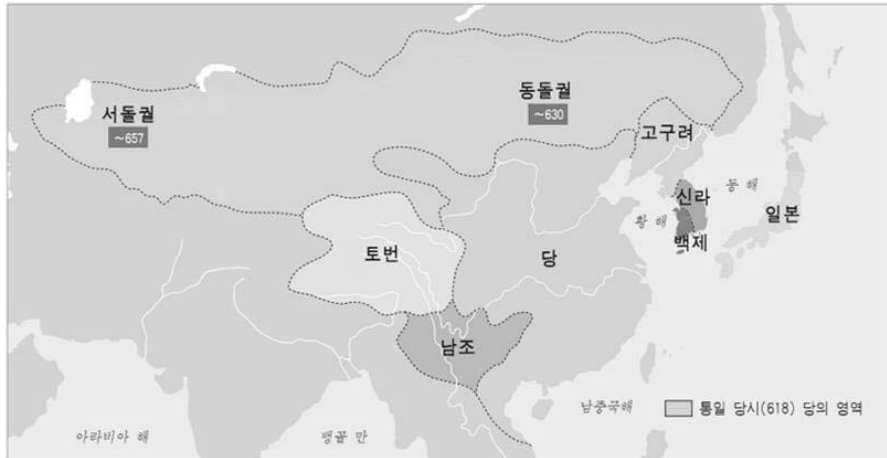 서돌궐
~657
동돌궐
~630
고구려
신라
동해
일본
황해
백제
토번
당
남조
남중국해
통일 당시(618) 당의 영역
아라비아 해
벵골 만